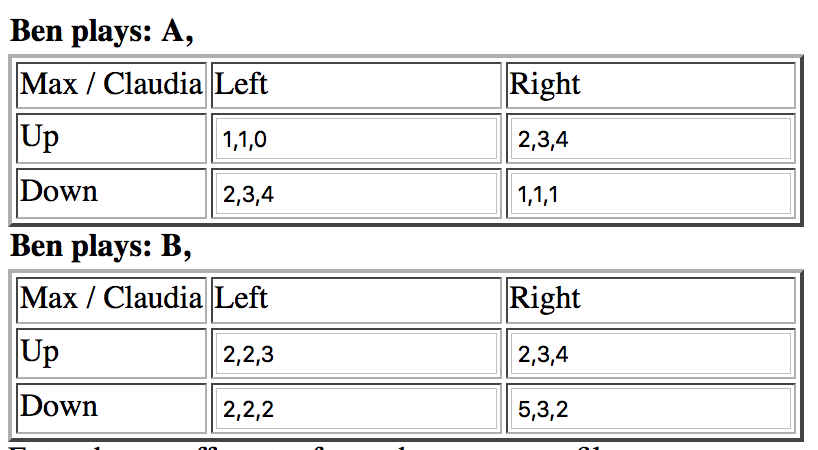 Ben plays: A,
Max / Claudia Left Right
Up 1,1,0 2,3,4
Down 2,3,4 1,1,1
Ben plays: B,
Max / Claudia Left Right
Up 2,2,3 2,3,4
Down 2,2,2 5,3,2